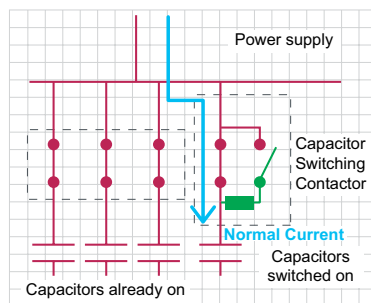 Power supply
Capacitor
Switching
Contactor
Normal Current
Capacitors
switched on
Capacitors already on